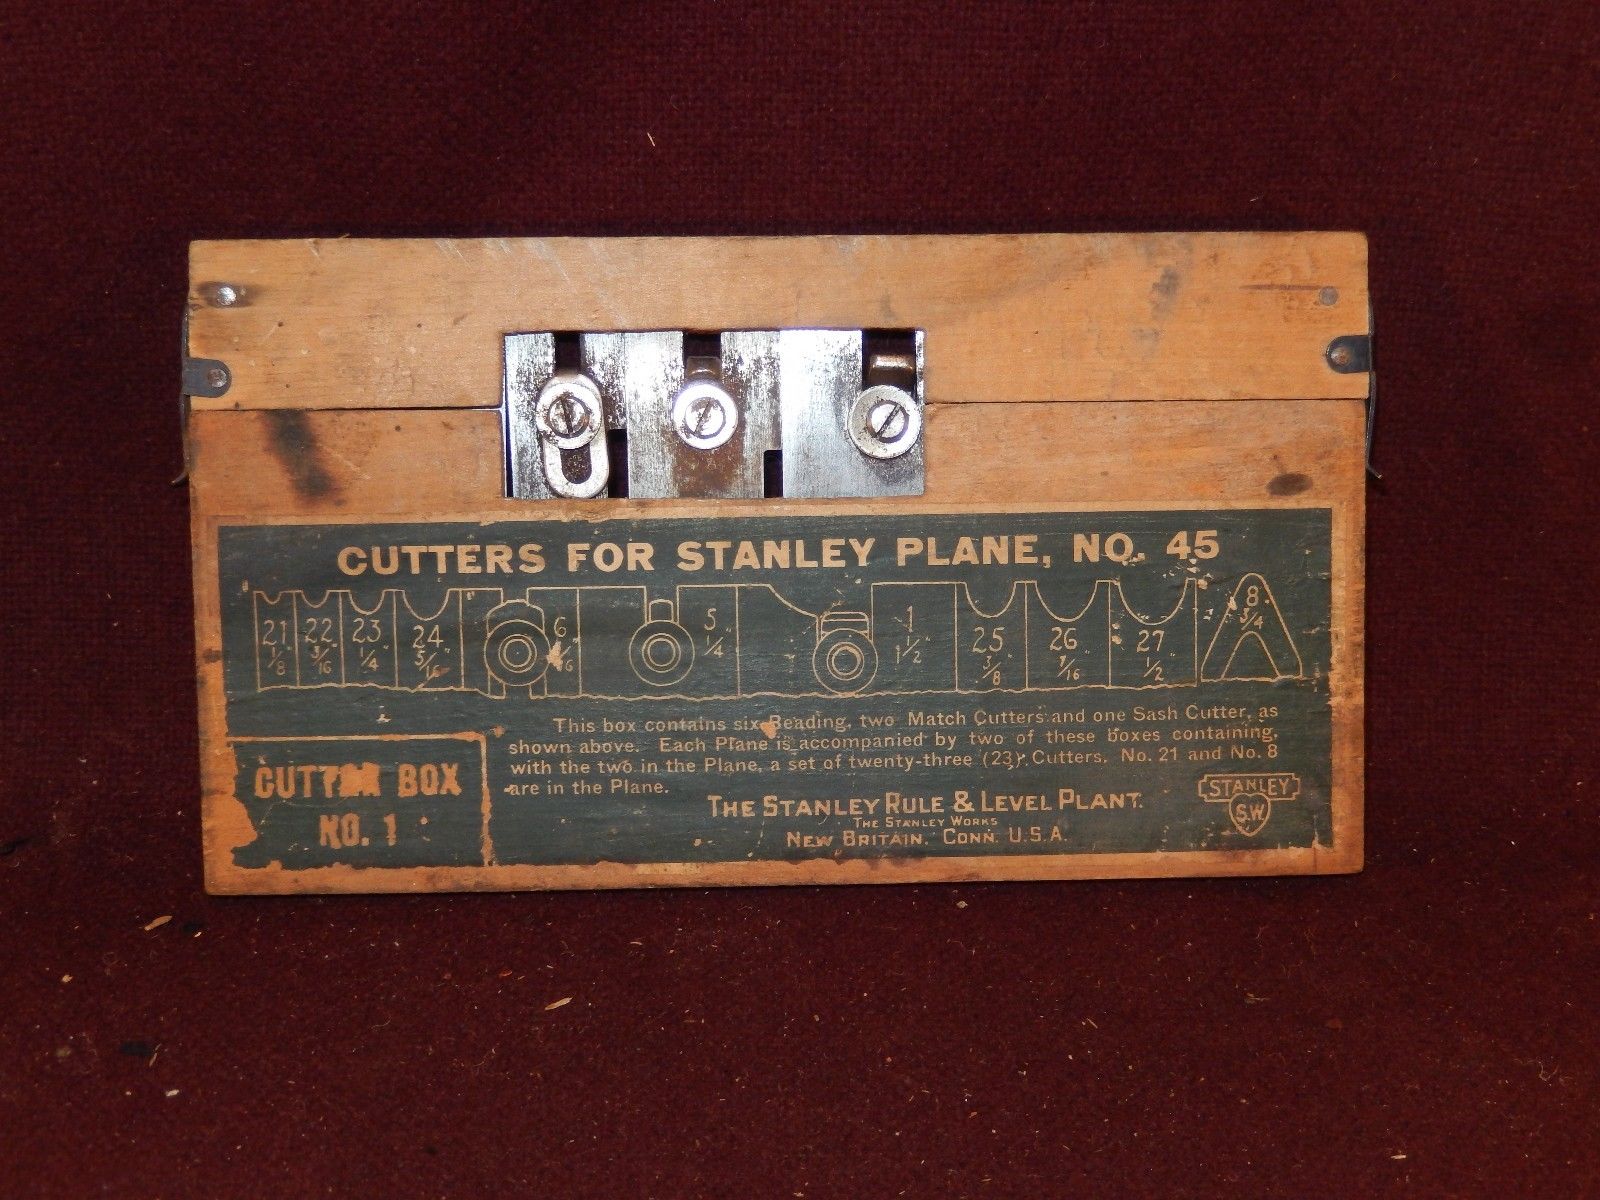 CUTTERS FOR STANLEY PLANE, NO. 45
21 22 23 24 6 5 1 25 26 27 8
1/8 3/16 1/4 5/16 1/4" 1 1/2" 3/8 7/16 1/2 3/4
This box contains six Beading, two Match Cutters and one Sash Cutter, as
shown above. Each Plane is accompanied by two of these boxes containing,
with the two in the Plane, a set of twenty-three (23) Cutters. No. 21 and No. 8
are in the Plane.
CUTTER BOX
NO. 1
THE STANLEY RULE & LEVEL PLANT.
THE STANLEY WORKS
NEW BRITAIN, CONN. U.S.A.
STANLEY
S.W.